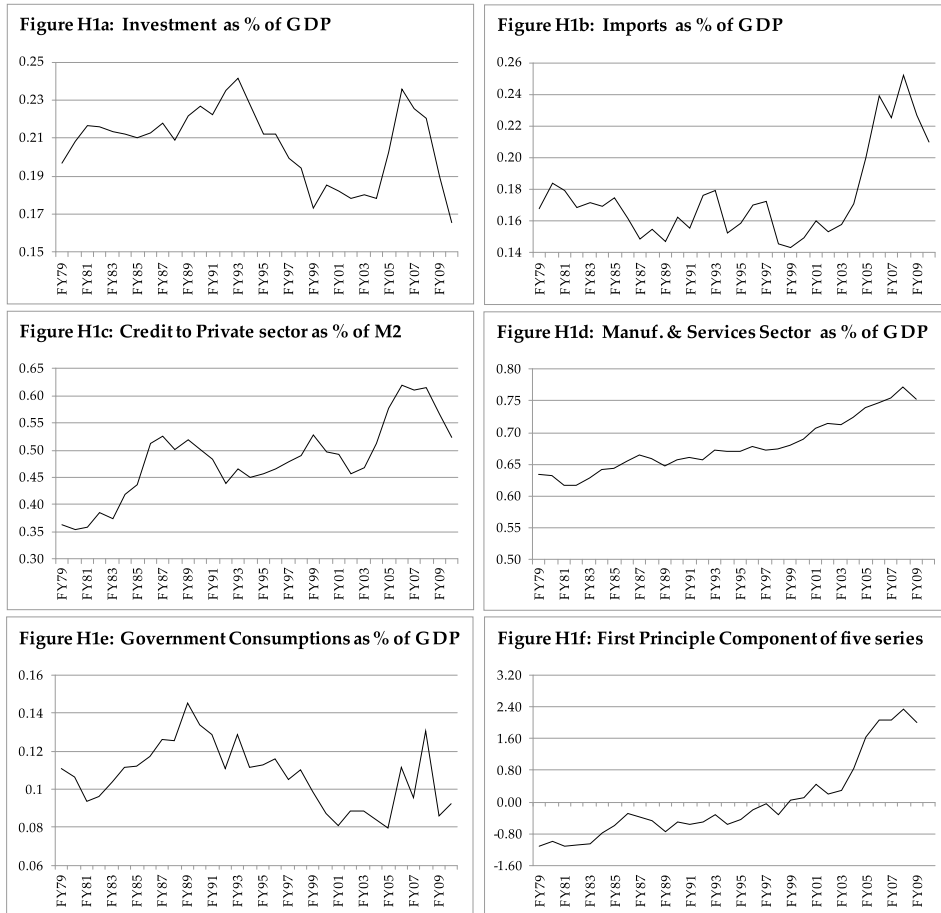 Figure H1a: Investment as % of GDP
0.25
0.23
0.21
0.19
0.17
0.15
FY79
FY81
FY83
FY85
FY87
FY89
FY91
FY93
FY95
FY97
FY99
FY01
FY03
FY05
FY07
FY09
Figure H1b: Imports as % of GDP
0.26
0.24
0.22
0.20
0.18
0.16
0.14
FY79
FY81
FY83
FY85
FY87
FY89
FY91
FY93
FY95
FY97
FY99
FY01
FY03
FY05
FY07
FY09
Figure H1c: Credit to Private sector as % of M2
0.65
0.60
0.55
0.50
0.45
0.40
0.35
0.30
FY79
FY81
FY83
FY85
FY87
FY89
FY91
FY93
FY95
FY97
FY99
FY01
FY03
FY05
FY07
FY09
Figure H1d: Manuf. & Services Sector as % of GDP
0.80
0.75
0.70
0.65
0.60
0.55
0.50
FY79
FY81
FY83
FY85
FY87
FY89
FY91
FY93
FY95
FY97
FY99
FY01
FY03
FY05
FY07
FY09
Figure H1e: Government Consumptions as % of GDP
0.16
0.14
0.12
0.1
0.08
0.06
FY79
FY81
FY83
FY85
FY87
FY89
FY91
FY93
FY95
FY97
FY99
FY01
FY03
FY05
FY07
FY09
Figure H1f: First Principle Component of five series
3.20
2.40
1.60
0.80
0.00
-0.80
-1.60
FY79
FY81
FY83
FY85
FY87
FY89
FY91
FY93
FY95
FY97
FY99
FY01
FY03
FY05
FY07
FY09